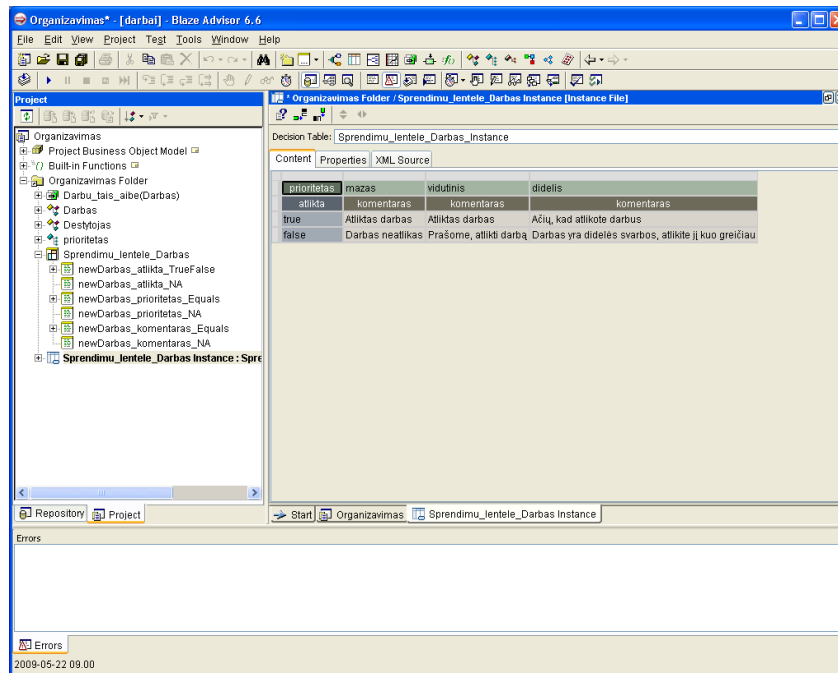 Organizavimas* - [darbai] - Blaze Advisor 6.6
File Edit View Project Test Tools Window Help
Project
* Organizavimas Folder / Sprendimu_lentele_Darbas Instance [Instance File]
Organizavimas
Project Business Object Model
Built-in Functions
Organizavimas Folder
Darbu_tais_aibe(Darbas)
Darbas
Destytojas
prioritetas
Sprendimu_lentele_Darbas
newDarbas_atlikta_TrueFalse
newDarbas_atlikta_NA
newDarbas_prioritetas_Equals
newDarbas_prioritetas_NA
newDarbas_komentaras_Equals
newDarbas_komentaras_NA
Sprendimu_lentele_Darbas Instance : Spre
Decision Table: Sprendimu_lentele_Darbas_Instance
Content Properties XML Source
prioritetas mazas vidutinis didelis
atlikta komentaras komentaras komentaras
true Atliktas darbas Atliktas darbas Ačių, kad atlikote darbus
false Darbas neatlikas Prašome, atlikti darbą Darbas yra didelės svarbos, atlikite jį kuo greičiau
Repository Project
Start Organizavimas Sprendimu_lentele_Darbas Instance
Errors
Errors
2009-05-22 09.00